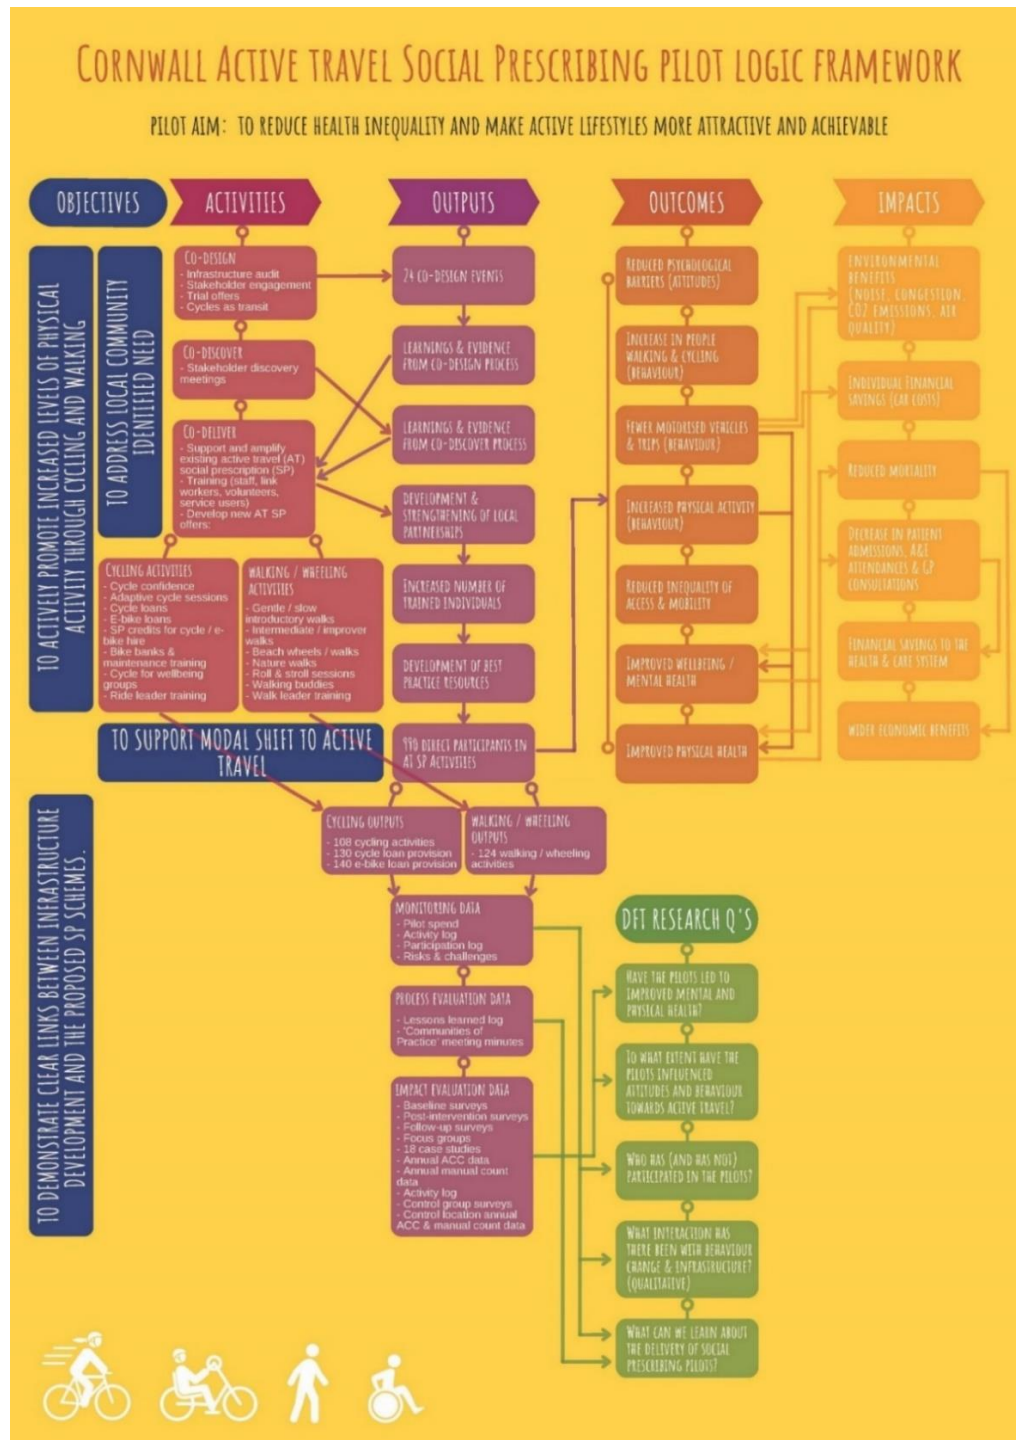 Cornwall Active travel Social Prescribing pilot logic framework
Pilot aim: to reduce health inequality and make active lifestyles more attractive and achievable
Objectives
To actively promote increased levels of physical
activity through cycling and walking
To address local community
identified need
To support modal shift to active
travel
To demonstrate clear links between infrastructure
development and the proposed SP schemes.
Activities
Co-design
- Infrastructure audit
- Stakeholder engagement
- Trial offers
- Cycles as transit
Co-discover
- Stakeholder discovery
meetings
Co-deliver
- Support and amplify
existing active travel (AT)
social prescription (SP)
- Training (staff, link
workers, volunteers,
service users)
- Develop new AT SP
offers:
Cycling activities
- Cycle confidence
- Adaptive cycle sessions
- Cycle loans
- E-bike loans
- SP credits for cycle / e-
bike hire
- Bike banks &
maintenance training
- Cycle for wellbeing
groups
- Ride leader training
Walking / wheeling
activities
- Gentle / slow
introductory walks
- Intermediate / improver
walks
- Beach wheels / walks
- Nature walks
- Roll & stroll sessions
- Walking buddies
- Walk leader training
Outputs
24 co-design events
Learnings & evidence
from co-design process
Learnings & evidence
from co-discover process
Development &
strengthening of local
partnerships
Increased number of
trained individuals
Development of best
practice resources
990 direct participants in
AT SP Activities
Cycling outputs
- 108 cycling activities
- 130 cycle loan provision
- 140 e-bike loan provision
Walking / wheeling
outputs
- 124 walking / wheeling
activities
Monitoring data
- Pilot spend
- Activity log
- Participation log
- Risks & challenges
Process evaluation data
- Lessons learned log
- 'Communities of
Practice' meeting minutes
Impact evaluation data
- Baseline surveys
- Post-intervention surveys
- Follow-up surveys
- Focus groups
- 18 case studies
- Annual ACC data
- Annual manual count
data
- Activity log
- Control group surveys
- Control location annual
ACC & manual count data
Outcomes
Reduced psychological
barriers (attitudes)
Increase in people
walking & cycling
(behaviour)
Fewer motorised vehicles
& trips (behaviour)
Increased physical activity
(behaviour)
Reduced inequality of
access & mobility
Improved wellbeing /
mental health
Improved physical health
Impacts
Environmental
benefits
(noise, congestion,
CO2 emissions, air
quality)
Individual financial
savings (car costs)
Reduced mortality
Decrease in patient
admissions, A&E
attendances & GP
consultations
Financial savings to the
health & care system
Wider economic benefits
DfT Research Q's
Have the pilots led to
improved mental and
physical health?
To what extent have the
pilots influenced
attitudes and behaviour
towards active travel?
Who has (and has not)
participated in the pilots?
What interaction has
there been with behaviour
change & infrastructure?
(qualitative)
What can we learn about
the delivery of social
prescribing pilots?